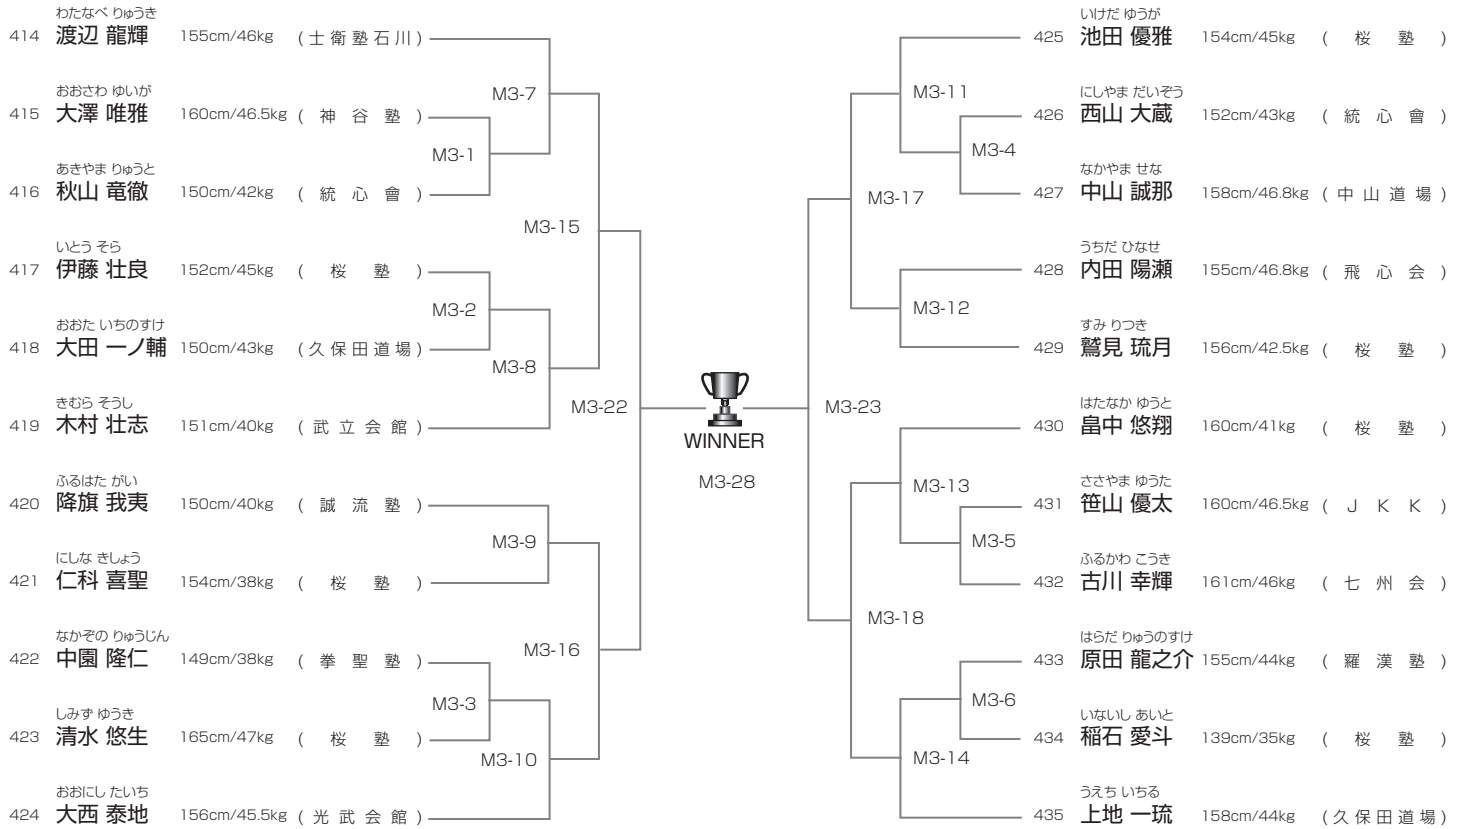 わたなべ りゅうき
414 渡辺 龍輝 155cm/46kg (士衛塾石川)
おおさわ ゆいが
415 大澤 唯雅 160cm/46.5kg (神谷塾)
あきやま りゅうと
416 秋山 竜徹 150cm/42kg (統心會)
いとう そら
417 伊藤 壮良 152cm/45kg (桜塾)
おおた いちのすけ
418 大田 一ノ輔 150cm/43kg (久保田道場)
きむら そうし
419 木村 壮志 151cm/40kg (武立会館)
ふるはた がい
420 降旗 我夷 150cm/40kg (誠流塾)
にしな きしょう
421 仁科 喜聖 154cm/38kg (桜塾)
なかぞの りゅうじん
422 中園 隆仁 149cm/38kg (拳聖塾)
しみず ゆうき
423 清水 悠生 165cm/47kg (桜塾)
おおにし たいち
424 大西 泰地 156cm/45.5kg (光武会館)
M3-7
M3-1
M3-15
M3-2
M3-8
M3-22
M3-9
M3-16
M3-3
M3-10
WINNER
M3-28
M3-11
M3-4
M3-17
M3-12
M3-23
M3-13
M3-5
M3-18
M3-6
M3-14
いけだ ゆうが
425 池田 優雅 154cm/45kg (桜塾)
にしやま だいぞう
426 西山 大蔵 152cm/43kg (統心會)
なかやま せな
427 中山 誠那 158cm/46.8kg (中山道場)
うちだ ひなせ
428 内田 陽瀬 155cm/46.8kg (飛心会)
すみ りつき
429 鷲見 琉月 156cm/42.5kg (桜塾)
はたなか ゆうと
430 畠中 悠翔 160cm/41kg (桜塾)
ささやま ゆうた
431 笹山 優太 160cm/46.5kg (JKK)
ふるかわ こうき
432 古川 幸輝 161cm/46kg (七州会)
はらだ りゅうのすけ
433 原田 龍之介 155cm/44kg (羅漢塾)
いないし あいと
434 稲石 愛斗 139cm/35kg (桜塾)
うえち いちる
435 上地 一琉 158cm/44kg (久保田道場)